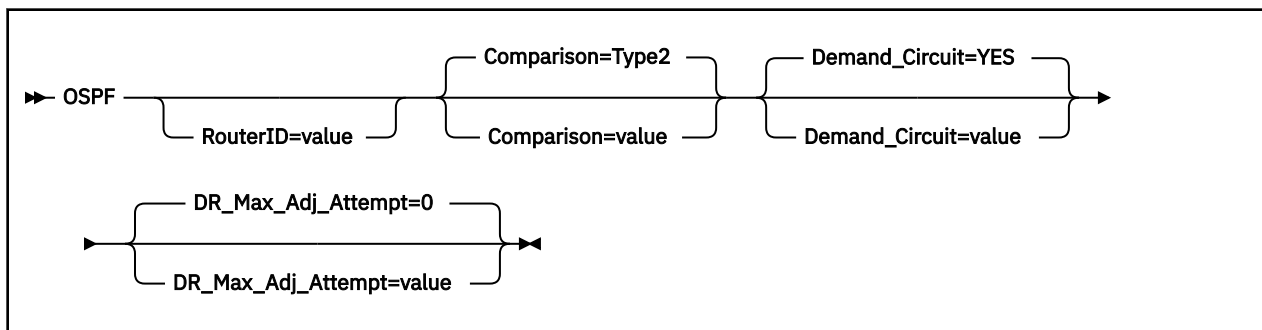 Comparison=Type2 Demand_Circuit=YES
OSPF
RouterID=value Comparison=value Demand_Circuit=value
DR_Max_Adj_Attempt=0
DR_Max_Adj_Attempt=value